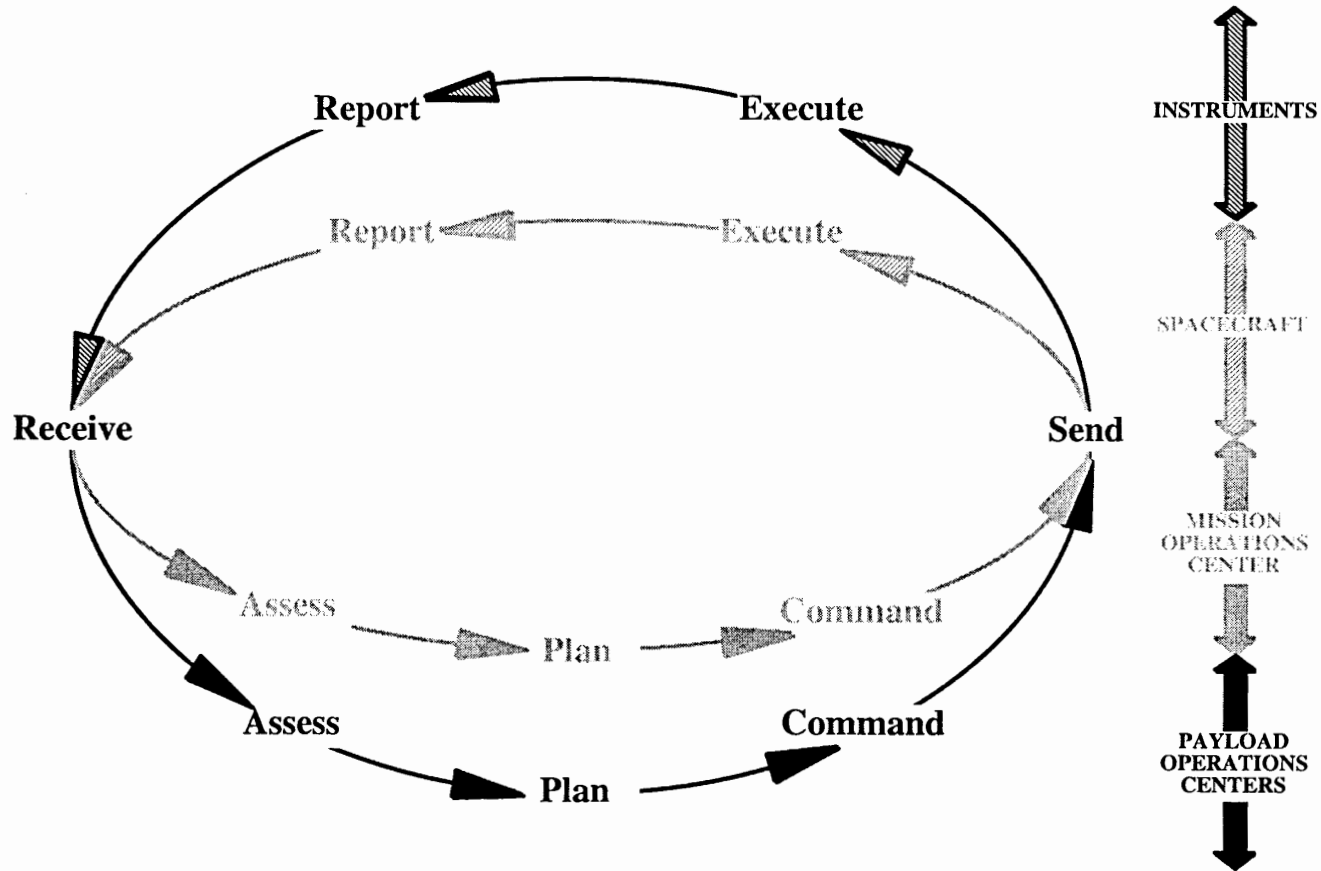 Report
Execute
INSTRUMENTS
Report
Execute
SPACECRAFT
Receive
Send
MISSION
OPERATIONS
CENTER
Assess
Command
Plan
Assess
Command
PAYLOAD
OPERATIONS
CENTERS
Plan